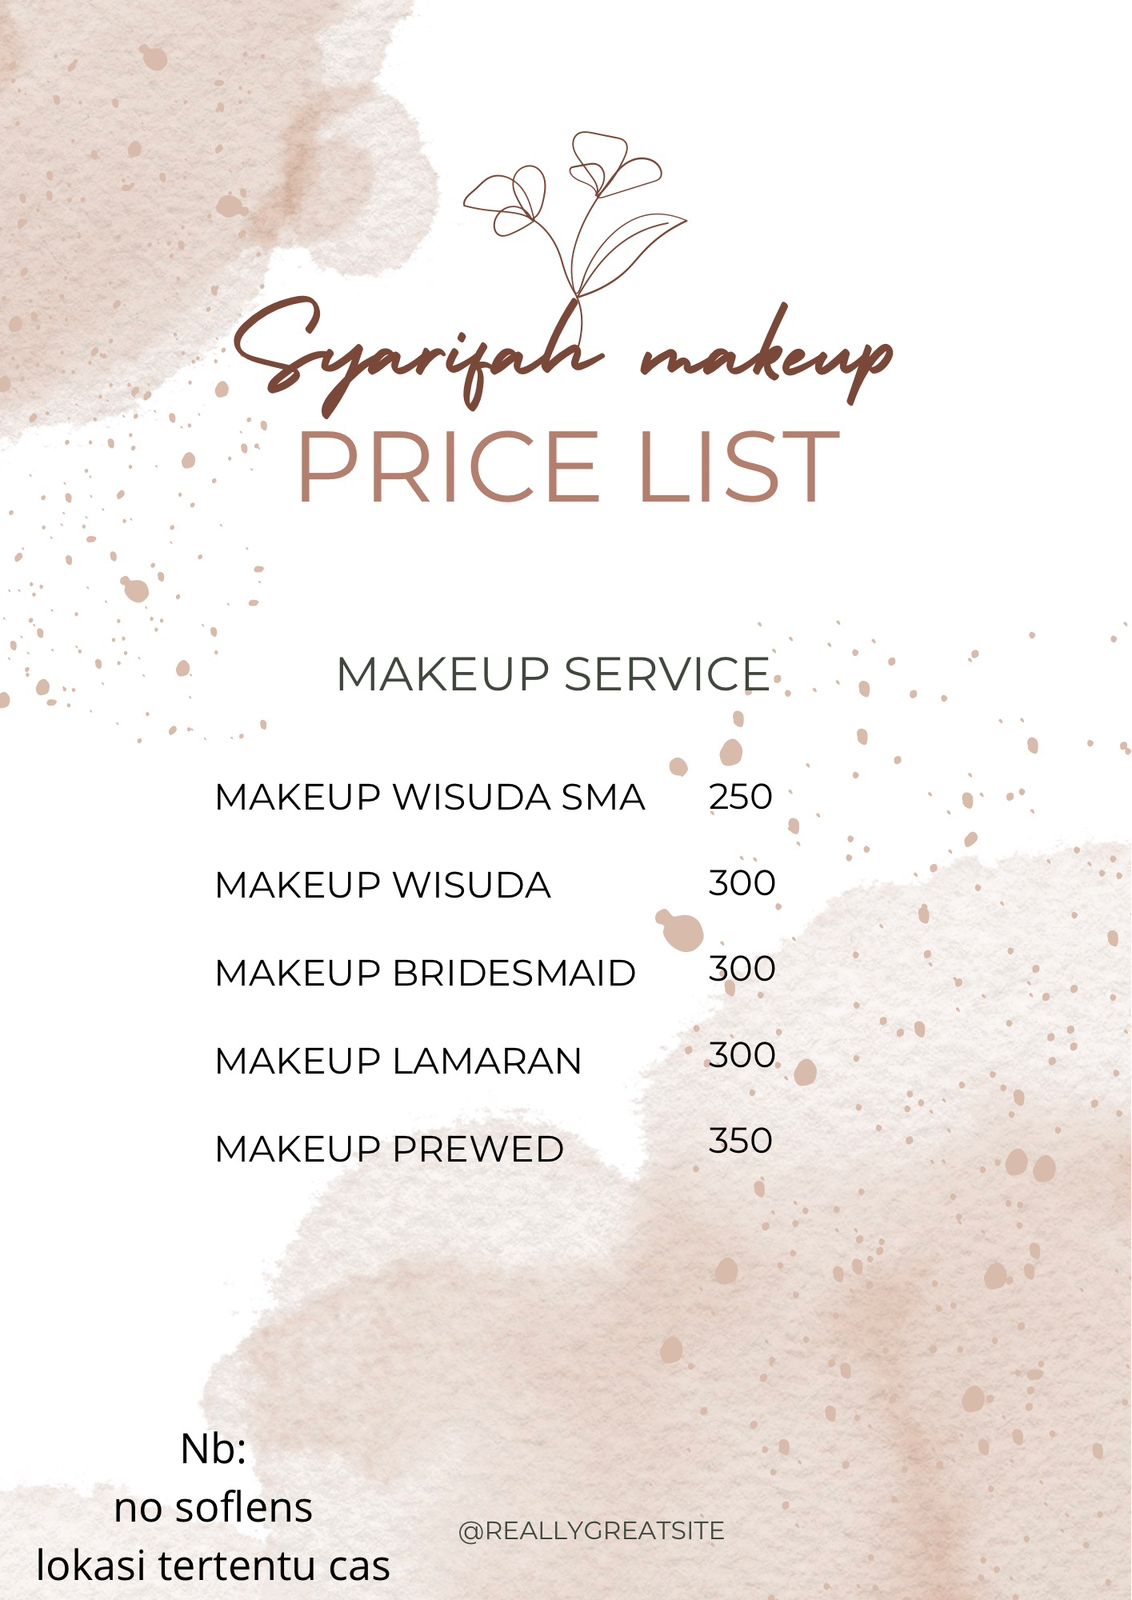 Syarifah makeup
PRICE LIST
MAKEUP SERVICE
MAKEUP WISUDA SMA 250
MAKEUP WISUDA 300
MAKEUP BRIDESMAID 300
MAKEUP LAMARAN 300
MAKEUP PREWED 350
Nb:
no soflens
lokasi tertentu cas
@REALLYGREATSITE